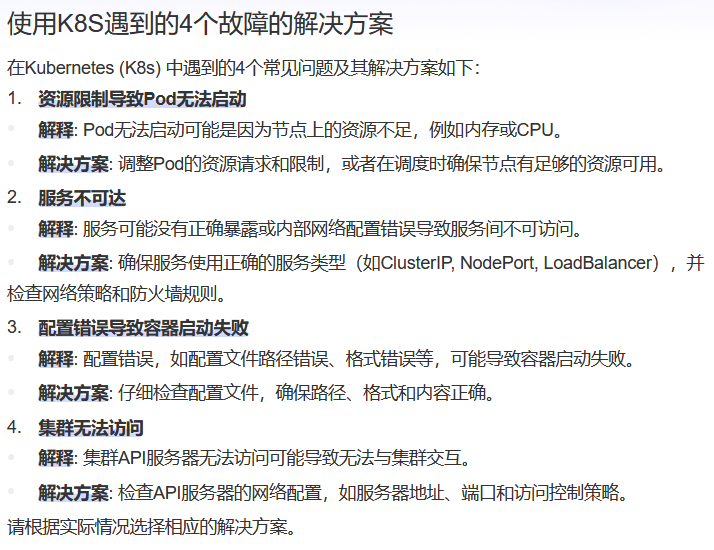 使用K8S遇到的4个故障的解决方案
在Kubernetes (K8s) 中遇到的4个常见问题及其解决方案如下：
1. 资源限制导致Pod无法启动
解释: Pod无法启动可能是因为节点上的资源不足，例如内存或CPU。
解决方案: 调整Pod的资源请求和限制，或者在调度时确保节点有足够的资源可用。
2. 服务不可达
解释: 服务可能没有正确暴露或内部网络配置错误导致服务间不可访问。
解决方案: 确保服务使用正确的服务类型（如ClusterIP, NodePort, LoadBalancer），并
检查网络策略和防火墙规则。
3. 配置错误导致容器启动失败
解释: 配置错误，如配置文件路径错误、格式错误等，可能导致容器启动失败。
解决方案: 仔细检查配置文件，确保路径、格式和内容正确。
4. 集群无法访问
解释: 集群API服务器无法访问可能导致无法与集群交互。
解决方案: 检查API服务器的网络配置，如服务器地址、端口和访问控制策略。
请根据实际情况选择相应的解决方案。